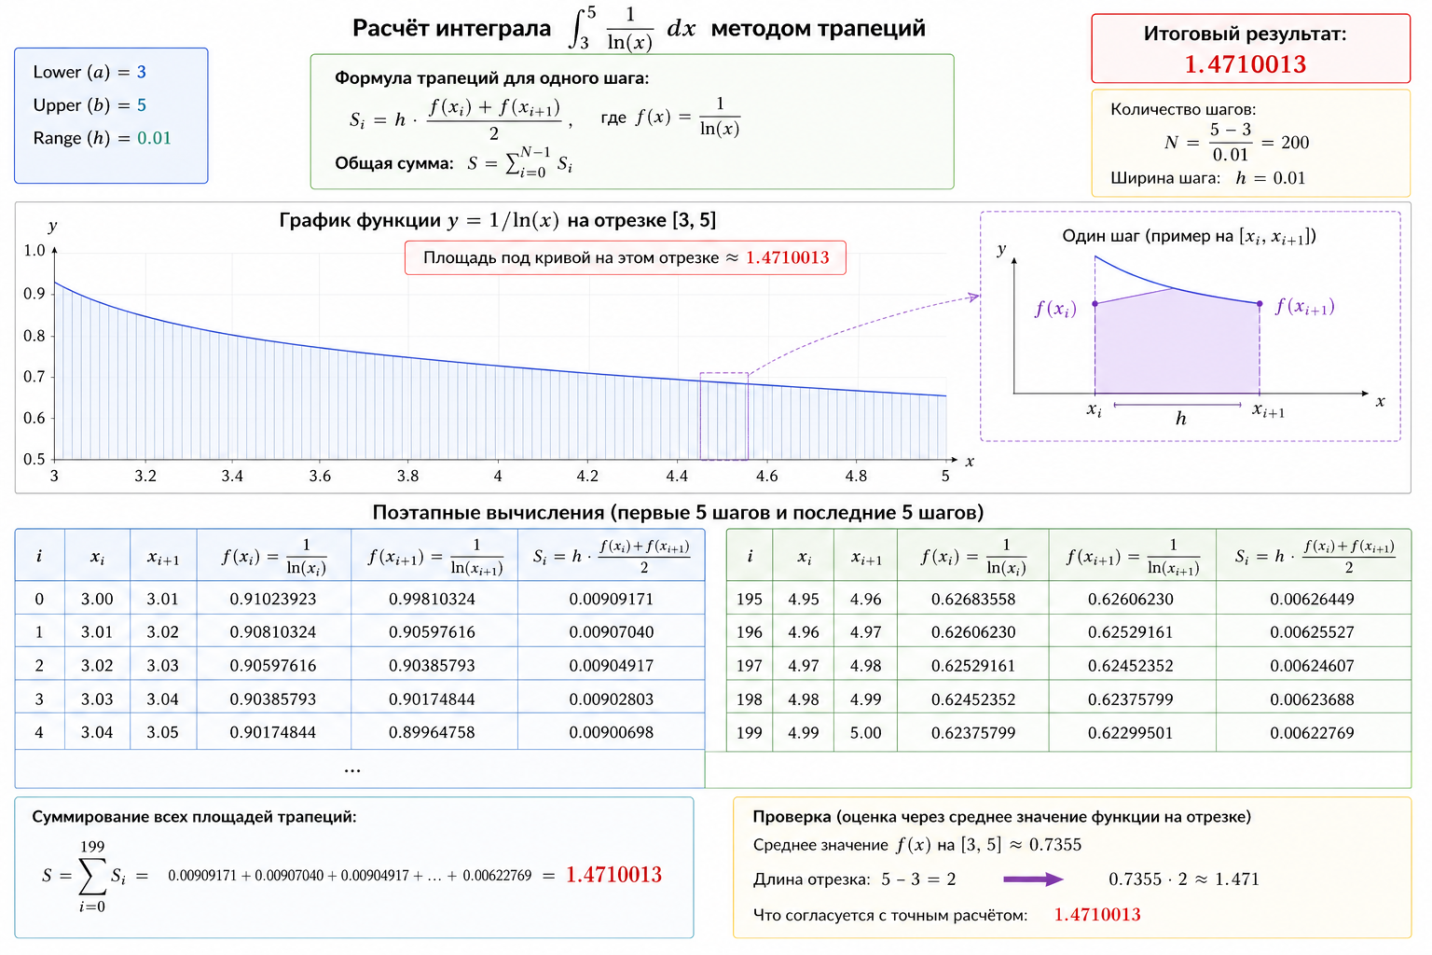 Расчёт интеграла ∫₃⁵ 1/ln(x) dx методом трапеций
Lower (a) = 3
Upper (b) = 5
Range (h) = 0.01
Формула трапеций для одного шага:
Sᵢ = h · (f(xᵢ) + f(xᵢ₊₁))/2 , где f(x) = 1/ln(x)
Общая сумма: S = ∑ᵢ₌₀ᴺ⁻¹ Sᵢ
Итоговый результат:
1.4710013
Количество шагов:
N = (5 − 3)/0.01 = 200
Ширина шага: h = 0.01
График функции y = 1/ln(x) на отрезке [3, 5]
Площадь под кривой на этом отрезке ≈ 1.4710013
y
1.0
0.9
0.8
0.7
0.6
0.5
3 3.2 3.4 3.6 3.8 4 4.2 4.4 4.6 4.8 5 x
Один шаг (пример на [xᵢ, xᵢ₊₁])
y
f(xᵢ) f(xᵢ₊₁)
xᵢ h xᵢ₊₁ x
Поэтапные вычисления (первые 5 шагов и последние 5 шагов)
i xᵢ xᵢ₊₁ f(xᵢ) = 1/ln(xᵢ) f(xᵢ₊₁) = 1/ln(xᵢ₊₁) Sᵢ = h · (f(xᵢ)+f(xᵢ₊₁))/2
0 3.00 3.01 0.91023923 0.99810324 0.00909171
1 3.01 3.02 0.90810324 0.90597616 0.00907040
2 3.02 3.03 0.90597616 0.90385793 0.00904917
3 3.03 3.04 0.90385793 0.90174844 0.00902803
4 3.04 3.05 0.90174844 0.89964758 0.00900698
...
i xᵢ xᵢ₊₁ f(xᵢ) = 1/ln(xᵢ) f(xᵢ₊₁) = 1/ln(xᵢ₊₁) Sᵢ = h · (f(xᵢ)+f(xᵢ₊₁))/2
195 4.95 4.96 0.62683558 0.62606230 0.00626449
196 4.96 4.97 0.62606230 0.62529161 0.00625527
197 4.97 4.98 0.62529161 0.62452352 0.00624607
198 4.98 4.99 0.62452352 0.62375799 0.00623688
199 4.99 5.00 0.62375799 0.62299501 0.00622769
Суммирование всех площадей трапеций:
S = ∑ᵢ₌₀¹⁹⁹ Sᵢ = 0.00909171 + 0.00907040 + 0.00904917 + ... + 0.00622769 = 1.4710013
Проверка (оценка через среднее значение функции на отрезке)
Среднее значение f(x) на [3, 5] ≈ 0.7355
Длина отрезка: 5 − 3 = 2 0.7355 · 2 ≈ 1.471
Что согласуется с точным расчётом: 1.4710013